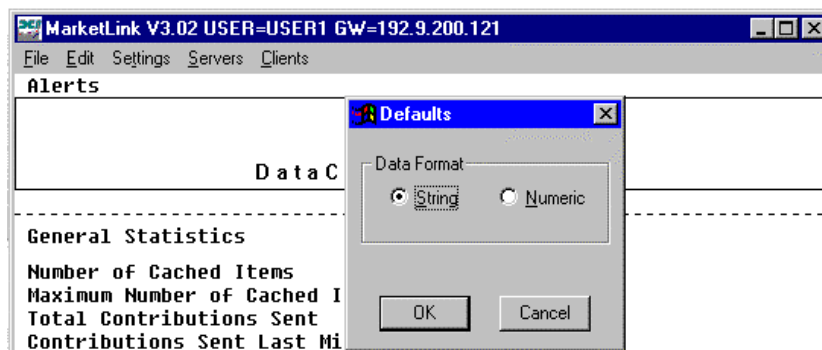 MarketLink V3.02 USER=USER1 GW=192.9.200.121
File Edit Settings Servers Clients
Alerts
Defaults
Data Format
DataC
String Numeric
General Statistics
Number of Cached Items
Maximum Number of Cached I
Total Contributions Sent
OK Cancel
Contributions Sent Last Mi